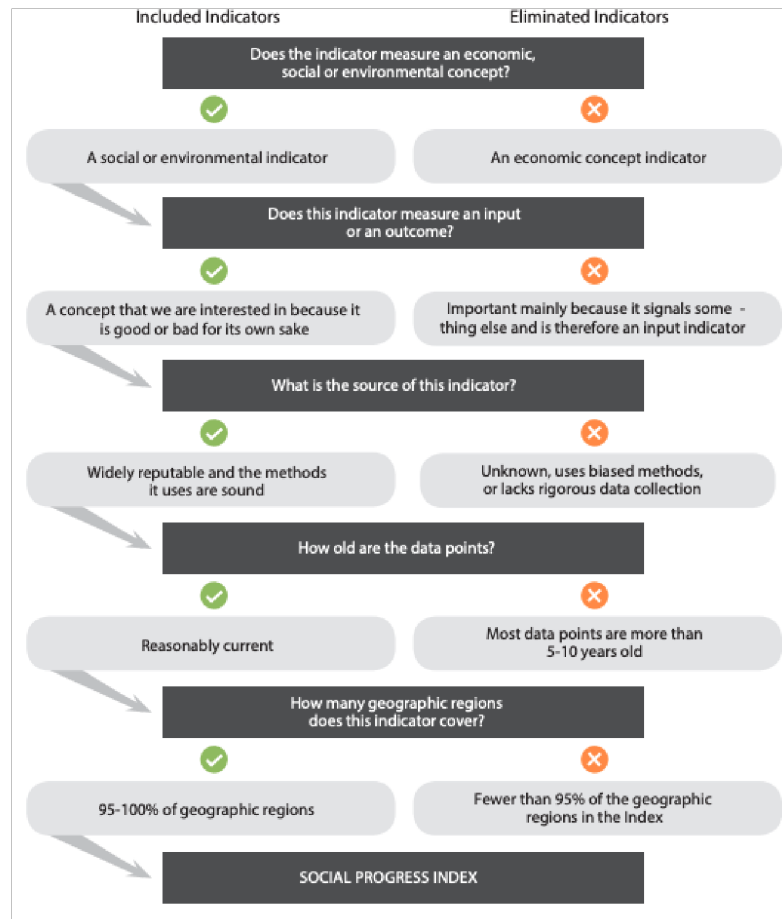 Included Indicators
Eliminated Indicators
Does the indicator measure an economic,
social or environmental concept?
A social or environmental indicator
An economic concept indicator
Does this indicator measure an input
or an outcome?
A concept that we are interested in because it
is good or bad for its own sake
Important mainly because it signals some -
thing else and is therefore an input indicator
What is the source of this indicator?
Widely reputable and the methods
it uses are sound
Unknown, uses biased methods,
or lacks rigorous data collection
How old are the data points?
Reasonably current
Most data points are more than
5-10 years old
How many geographic regions
does this indicator cover?
95-100% of geographic regions
Fewer than 95% of the geographic
regions in the Index
SOCIAL PROGRESS INDEX